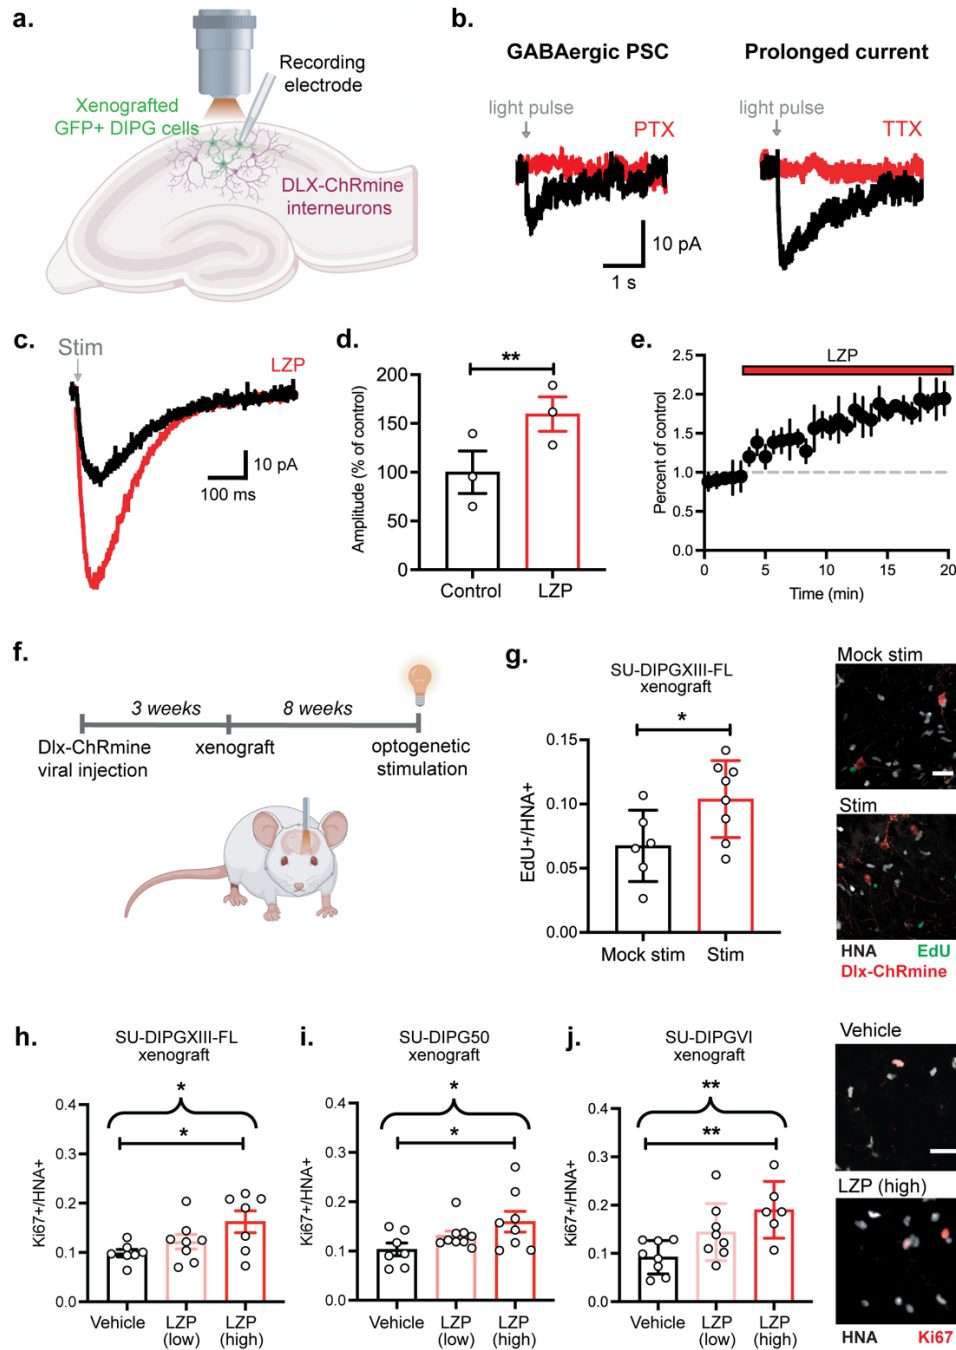 a.
Recording
electrode
Xenografted
GFP+ DIPG cells
DLX-ChRmine
interneurons
b.
GABAergic PSC
Prolonged current
light pulse
PTX
light pulse
TTX
10 pA
1 s
c.
Stim
LZP
10 pA
100 ms
d.
**
Amplitude (% of control)
200
150
100
50
0
Control
LZP
e.
LZP
Percent of control
2.5
2.0
1.5
1.0
0.5
0.0
0
5
10
15
20
Time (min)
f.
3 weeks
8 weeks
Dlx-ChRmine
viral injection
xenograft
optogenetic
stimulation
g.
SU-DIPGXIII-FL
xenograft
*
EdU+/HNA+
0.15
0.10
0.05
0.00
Mock stim
Stim
Mock stim
Stim
HNA
EdU
Dlx-ChRmine
h.
SU-DIPGXIII-FL
xenograft
*
*
Ki67+/HNA+
0.4
0.3
0.2
0.1
0.0
Vehicle
LZP
(low)
LZP
(high)
i.
SU-DIPG50
xenograft
*
*
Ki67+/HNA+
0.4
0.3
0.2
0.1
0.0
Vehicle
LZP
(low)
LZP
(high)
j.
SU-DIPGVI
xenograft
**
**
Ki67+/HNA+
0.4
0.3
0.2
0.1
0.0
Vehicle
LZP
(low)
LZP
(high)
Vehicle
LZP (high)
HNA
Ki67